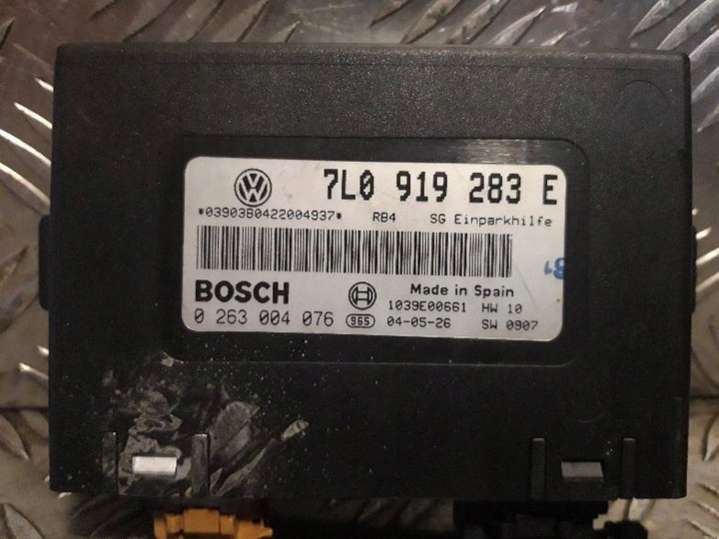 7L0 919 283 E
*03903B0422004937* RB4 SG Einparkhilfe
BOSCH Made in Spain
1039E00661 HW 10
0 263 004 076 965 04-05-26 SW 0907